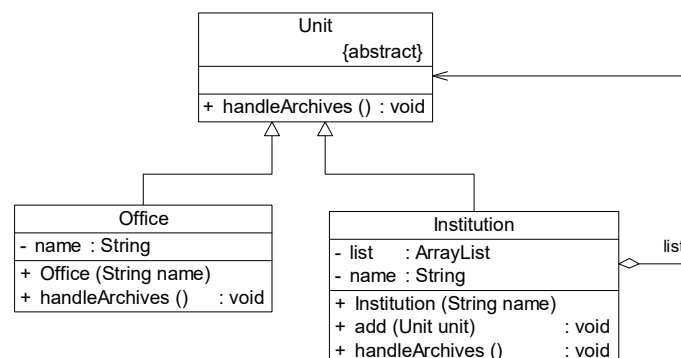 Unit
{abstract}
+ handleArchives () : void
Office
- name : String
+ Office (String name)
+ handleArchives () : void
Institution
- list : ArrayList
- name : String
+ Institution (String name)
+ add (Unit unit) : void
+ handleArchives () : void
list